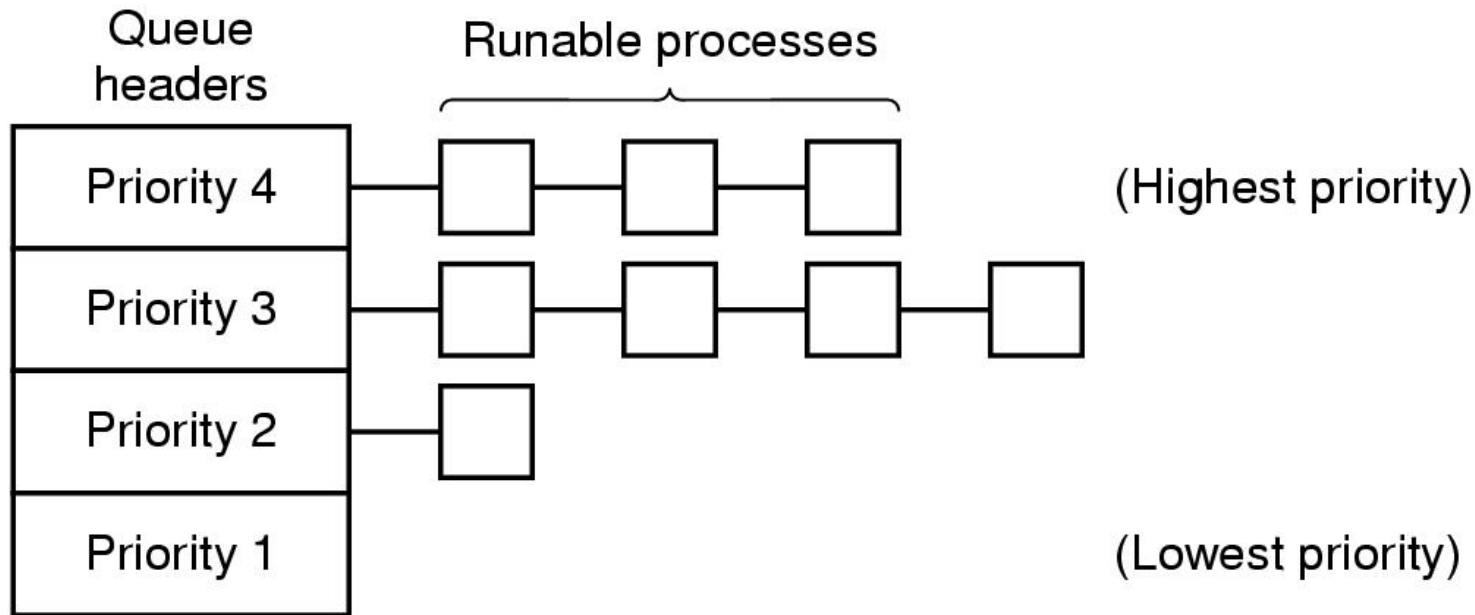 Queue
headers
Runable processes
Priority 4
(Highest priority)
Priority 3
Priority 2
Priority 1
(Lowest priority)